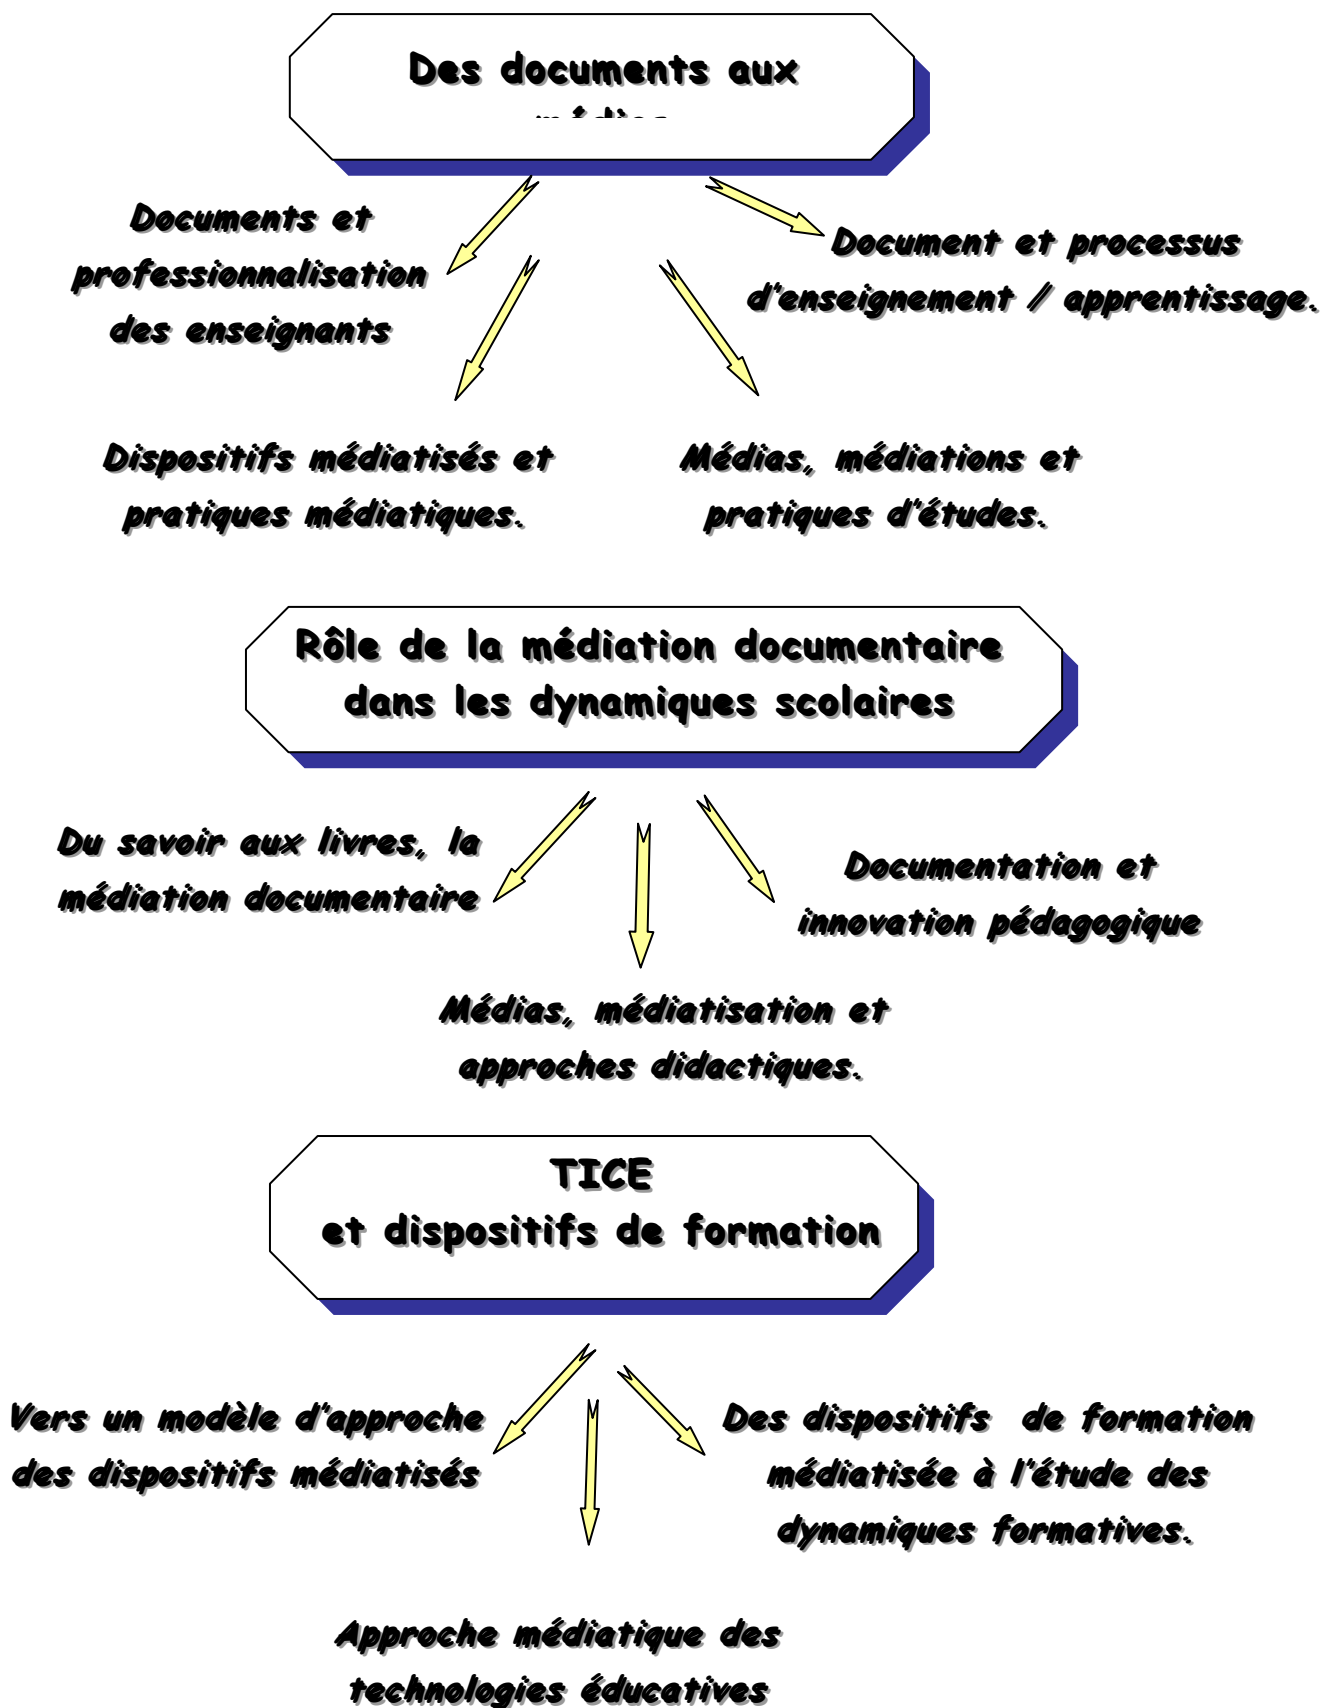 Des documents aux
Documents et
professionnalisation
des enseignants
Document et processus
d'enseignement / apprentissage.
Dispositifs médiatisés et
pratiques médiatiques.
Médias, médiations et
pratiques d'études.
Rôle de la médiation documentaire
dans les dynamiques scolaires
Du savoir aux livres, la
médiation documentaire
Documentation et
innovation pédagogique
Médias, médiatisation et
approches didactiques.
TICE
et dispositifs de formation
Vers un modèle d'approche
des dispositifs médiatisés
Des dispositifs de formation
médiatisée à l'étude des
dynamiques formatives.
Approche médiatique des
technologies éducatives